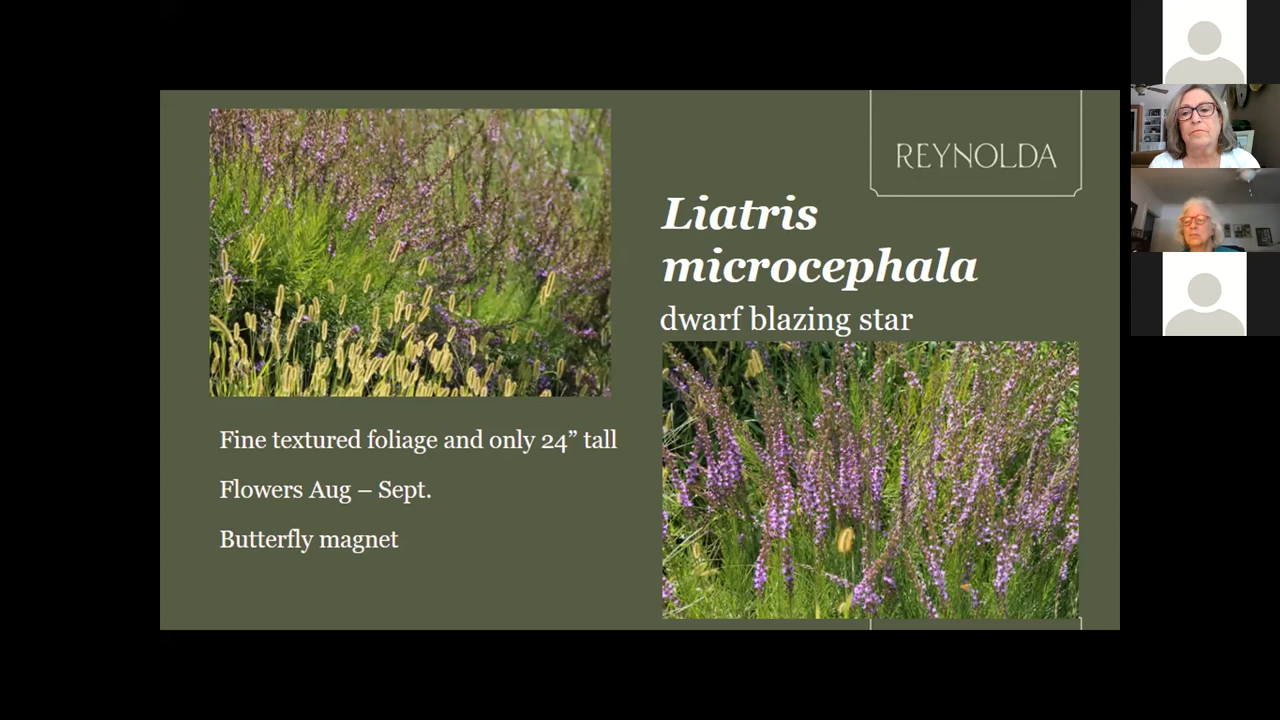 REYNOLDA
Liatris
microcephala
dwarf blazing star
Fine textured foliage and only 24” tall
Flowers Aug – Sept.
Butterfly magnet